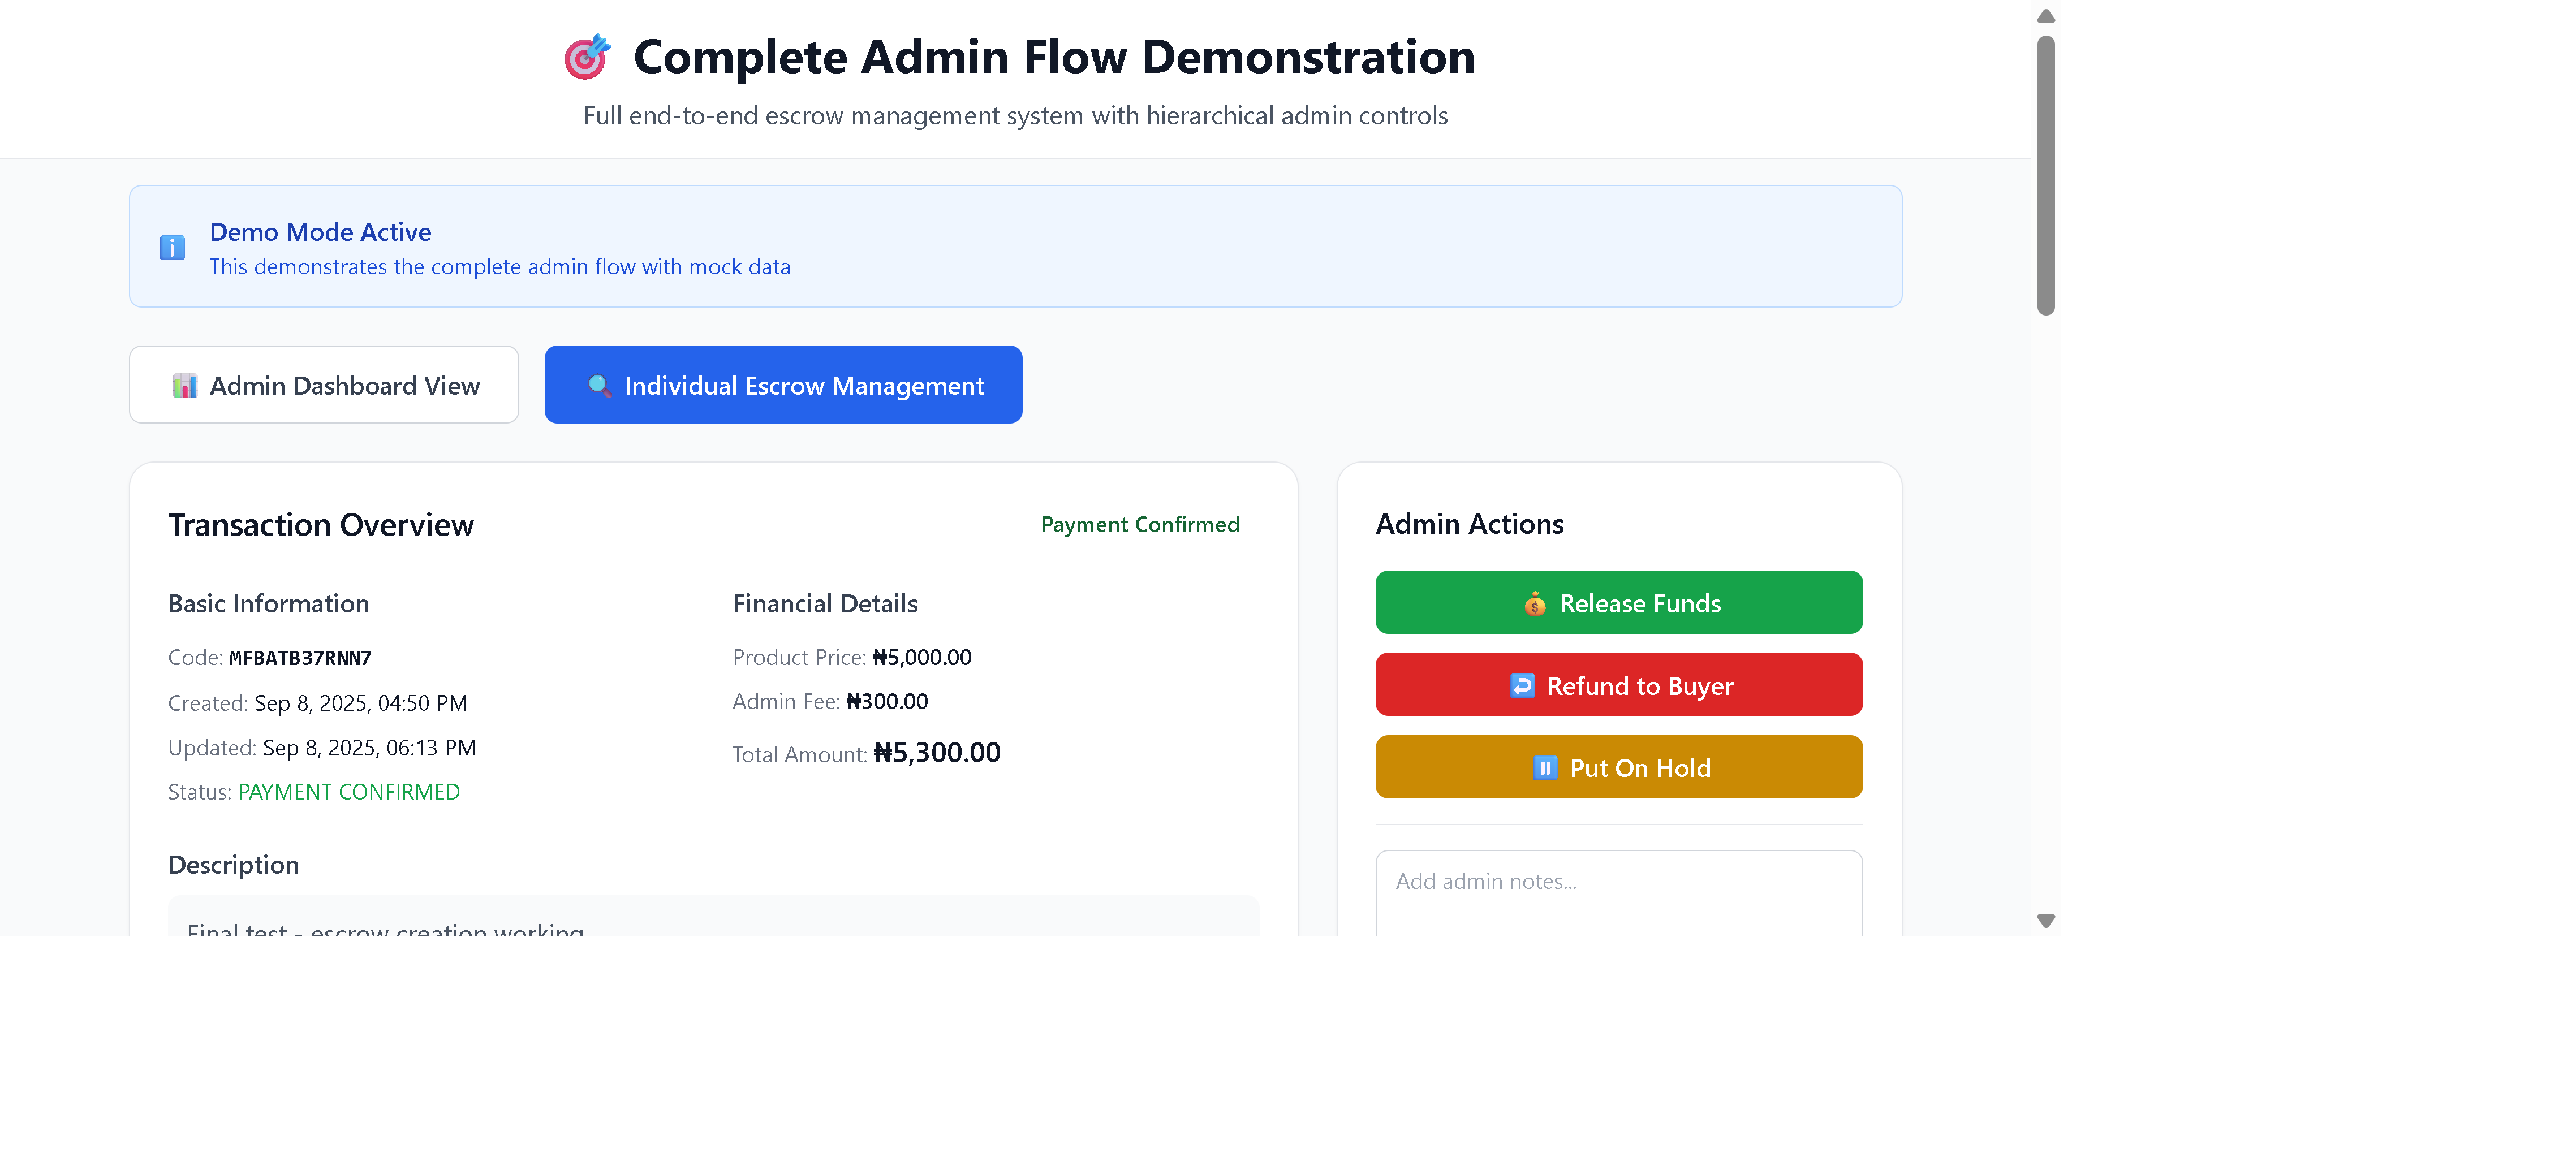 Complete Admin Flow Demonstration
Full end-to-end escrow management system with hierarchical admin controls
Demo Mode Active
This demonstrates the complete admin flow with mock data
Admin Dashboard View
Individual Escrow Management
Transaction Overview
Payment Confirmed
Basic Information
Code: MFBATB37RNN7
Created: Sep 8, 2025, 04:50 PM
Updated: Sep 8, 2025, 06:13 PM
Status: PAYMENT CONFIRMED
Financial Details
Product Price: ₦5,000.00
Admin Fee: ₦300.00
Total Amount: ₦5,300.00
Description
Final test - escrow creation working
Admin Actions
Release Funds
Refund to Buyer
Put On Hold
Add admin notes...